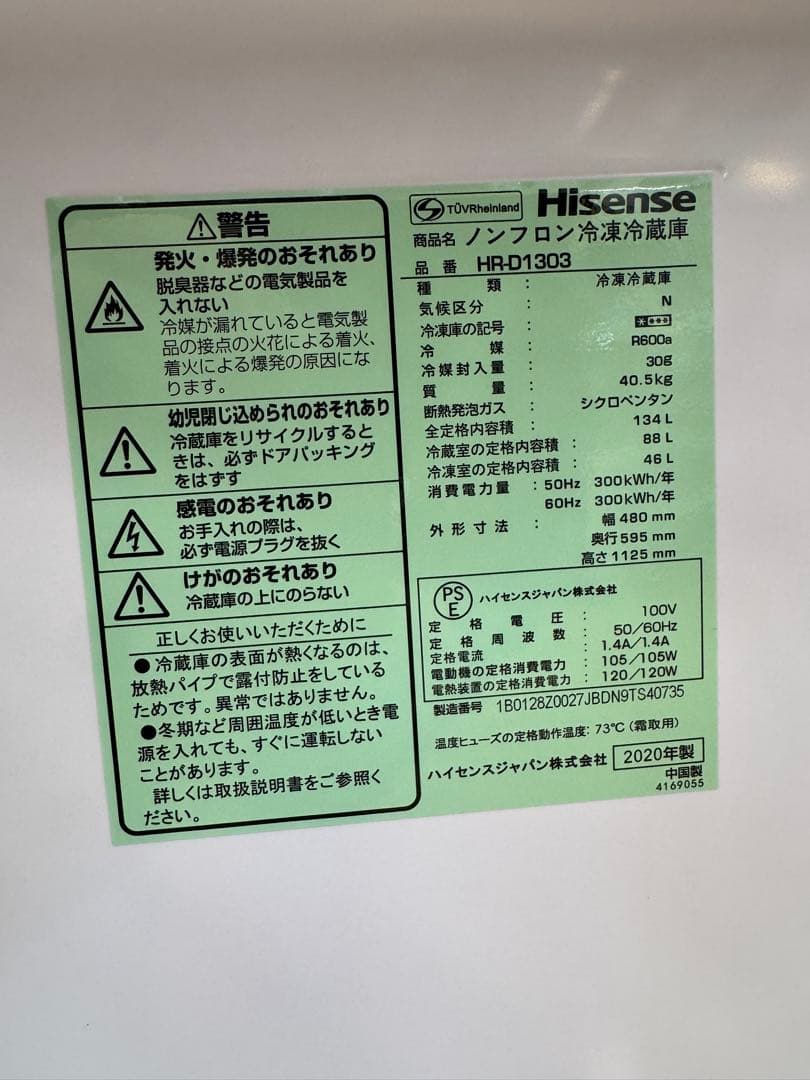 ⚠警告
発火・爆発のおそれあり
脱臭器などの電気製品を
入れない
冷媒が漏れていると電気製
品の接点の火花による着火、
着火による爆発の原因にな
ります。
幼児閉じ込められのおそれあり
冷蔵庫をリサイクルすると
きは、必ずドアパッキング
をはずす
感電のおそれあり
お手入れの際は、
必ず電源プラグを抜く
けがのおそれあり
冷蔵庫の上にのらない
正しくお使いいただくために
●冷蔵庫の表面が熱くなるのは、
放熱パイプで露付防止をしている
ためです。異常ではありません。
●冬期など周囲温度が低いとき電
源を入れても、すぐに運転しない
ことがあります。
詳しくは取扱説明書をご参照く
ださい。
TÜVRheinland Hisense
商品名 ノンフロン冷凍冷蔵庫
品番 HR-D1303
種類 : 冷凍冷蔵庫
気候区分 : N
冷凍庫の記号 : ＊＊＊＊
冷媒 : R600a
冷媒封入量 : 30g
質量 : 40.5kg
断熱発泡ガス : シクロペンタン
全定格内容積 : 134 L
冷蔵室の定格内容積 : 88 L
冷凍室の定格内容積 : 46 L
消費電力量 : 50Hz 300kWh/年
60Hz 300kWh/年
外形寸法 : 幅 480 mm
奥行 595 mm
高さ 1125 mm
PSE ハイセンスジャパン株式会社
定格電圧 : 100V
定格周波数 : 50/60Hz
定格電流 : 1.4A/1.4A
電動機の定格消費電力 : 105/105W
電熱装置の定格消費電力 : 120/120W
製造番号 1B0128Z0027JBDN9TS40735
温度ヒューズの定格動作温度: 73℃ (霜取用)
ハイセンスジャパン株式会社 2020年製
中国製
4169055